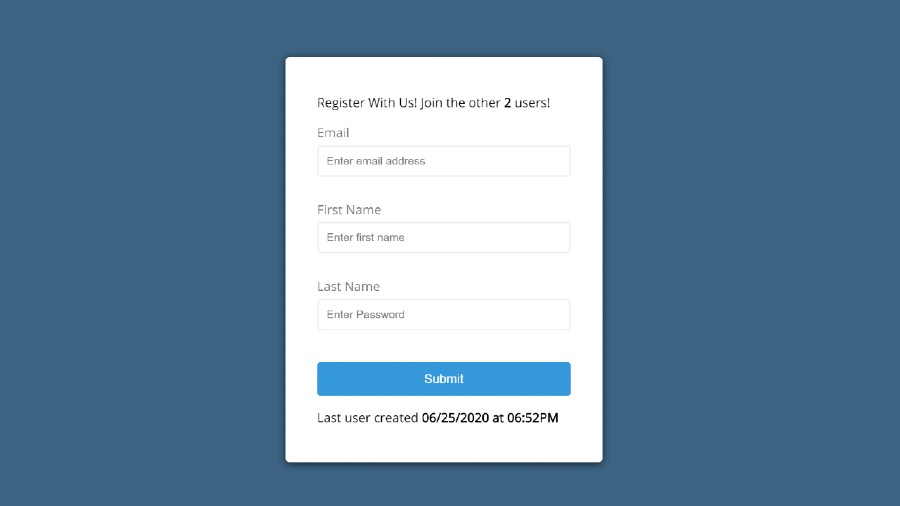 Register With Us! Join the other 2 users!
Email
Enter email address
First Name
Enter first name
Last Name
Enter Password
Submit
Last user created 06/25/2020 at 06:52PM